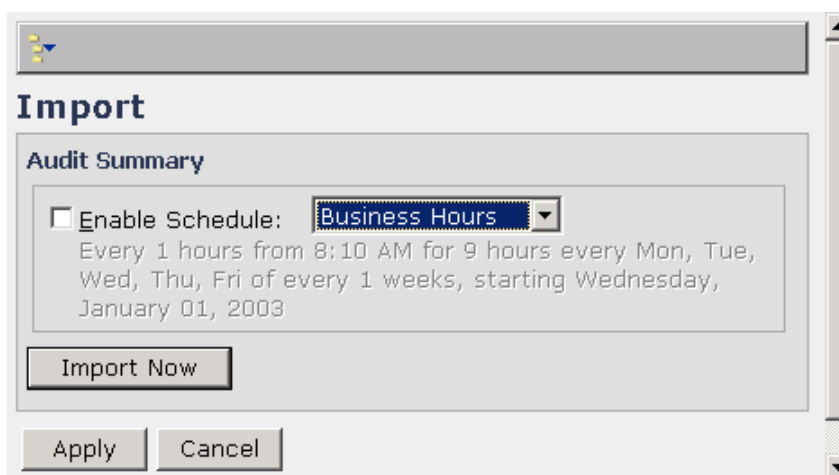 Import
Audit Summary
Enable Schedule: Business Hours
Every 1 hours from 8:10 AM for 9 hours every Mon, Tue,
Wed, Thu, Fri of every 1 weeks, starting Wednesday,
January 01, 2003
Import Now
Apply Cancel